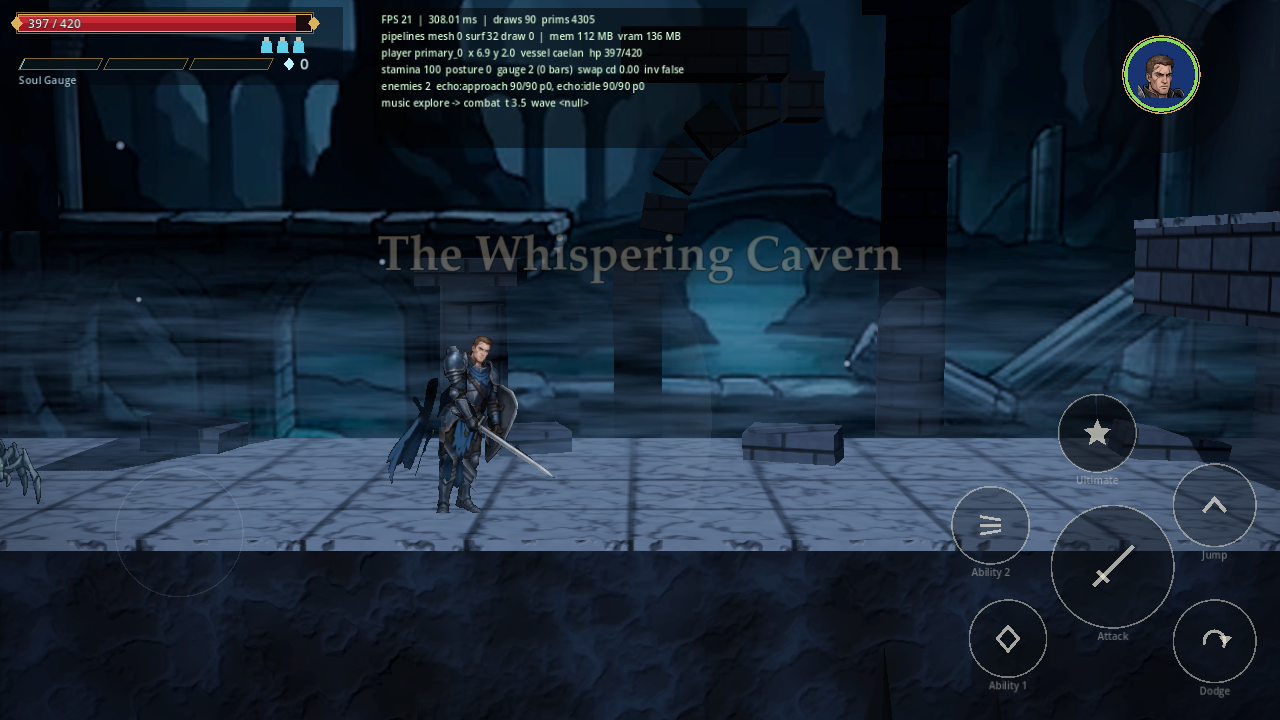 397 / 420
0
Soul Gauge
FPS 21 | 308.01 ms | draws 90 prims 4305
pipelines mesh 0 surf 32 draw 0 | mem 112 MB vram 136 MB
player primary_0 x 6.9 y 2.0 vessel caelan hp 397/420
stamina 100 posture 0 gauge 2 (0 bars) swap cd 0.00 inv false
enemies 2 echo:approach 90/90 p0, echo:idle 90/90 p0
music explore -> combat t 3.5 wave <null>
The Whispering Cavern
Ultimate
Jump
Ability 2
Attack
Ability 1
Dodge